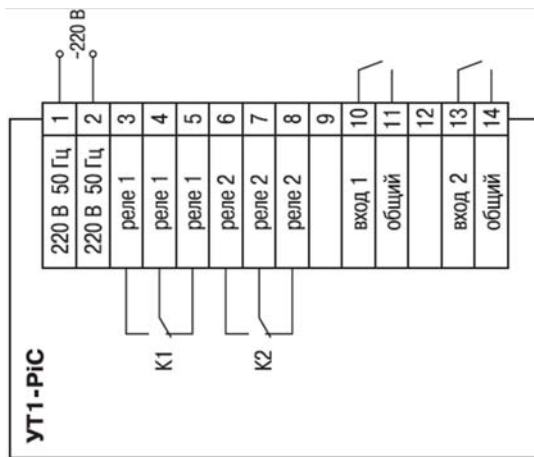 УТ1-PiC
220 В 50 Гц 1
220 В 50 Гц 2
~220 В
реле 1 3
реле 1 4
реле 1 5
К1
реле 2 6
реле 2 7
реле 2 8
К2
9
вход 1 10
общий 11
12
вход 2 13
общий 14